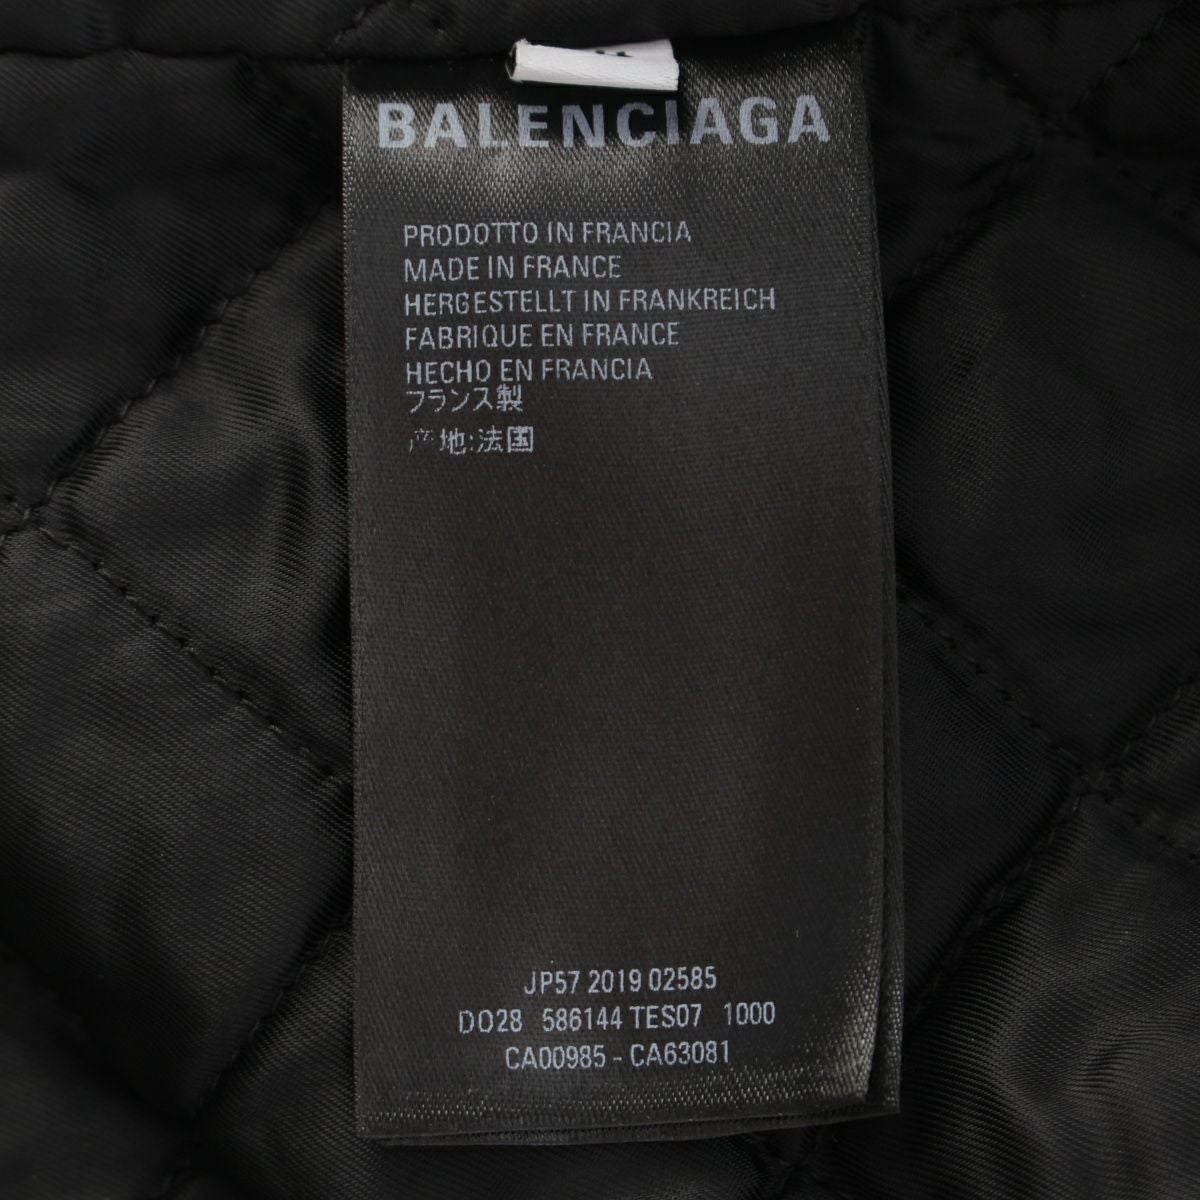 BALENCIAGA
PRODOTTO IN FRANCIA
MADE IN FRANCE
HERGESTELLT IN FRANKREICH
FABRIQUE EN FRANCE
HECHO EN FRANCIA
フランス製
产地:法国
JP57 2019 02585
DO28 586144 TES07 1000
CA00985 - CA63081